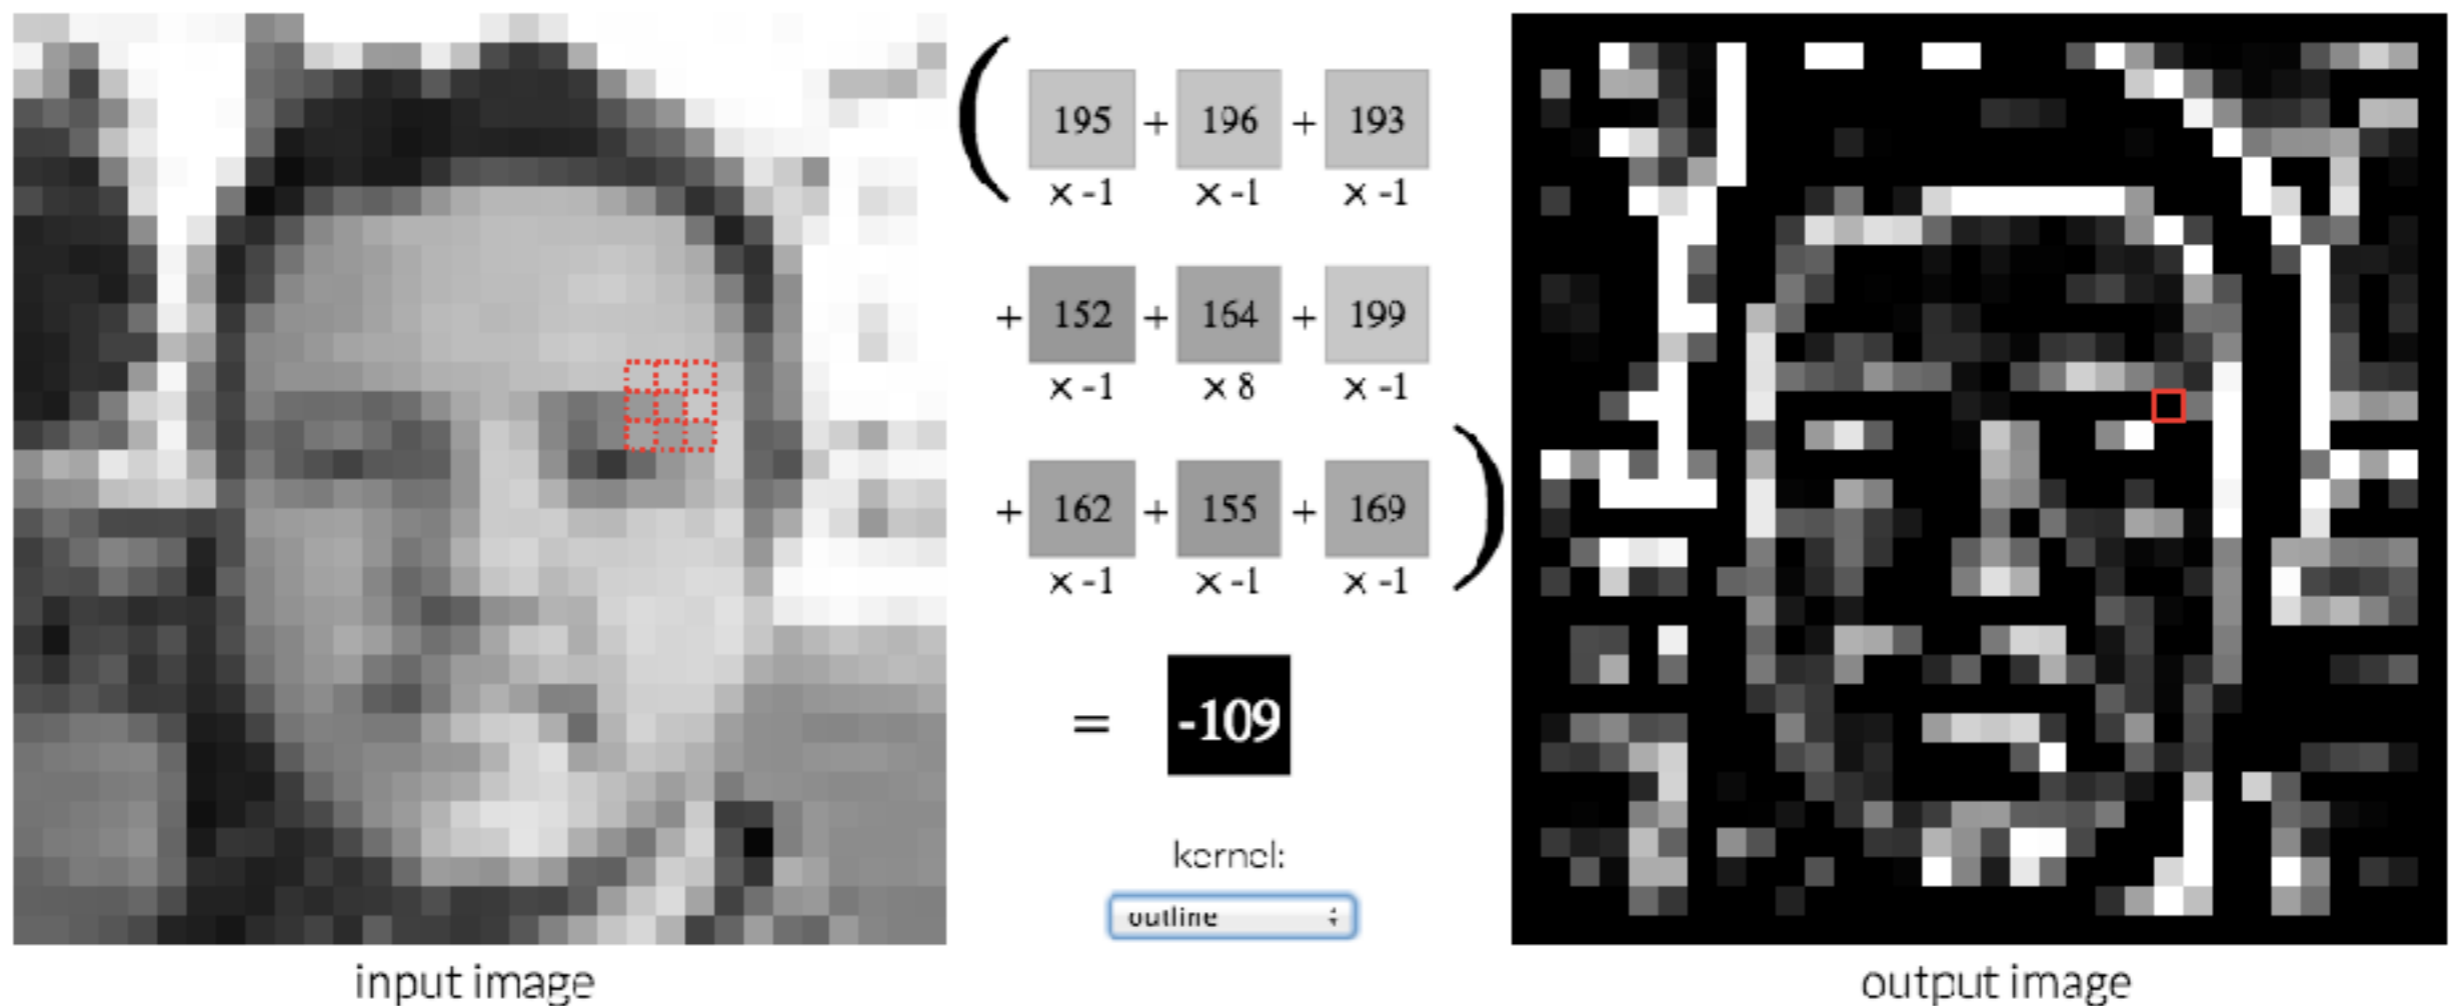 ( 195 + 196 + 193
× -1 × -1 × -1
+ 152 + 164 + 199
× -1 × 8 × -1
+ 162 + 155 + 169 )
× -1 × -1 × -1
= -109
kernel:
outline
input image
output image